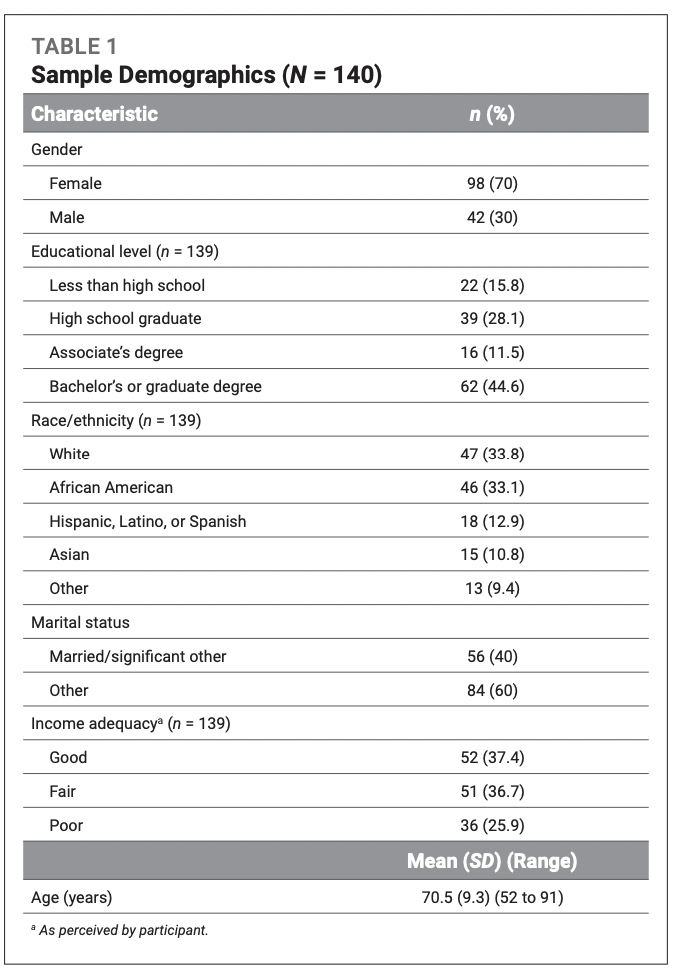 TABLE 1
Sample Demographics (N = 140)
Characteristic n (%)
Gender
Female 98 (70)
Male 42 (30)
Educational level (n = 139)
Less than high school 22 (15.8)
High school graduate 39 (28.1)
Associate’s degree 16 (11.5)
Bachelor’s or graduate degree 62 (44.6)
Race/ethnicity (n = 139)
White 47 (33.8)
African American 46 (33.1)
Hispanic, Latino, or Spanish 18 (12.9)
Asian 15 (10.8)
Other 13 (9.4)
Marital status
Married/significant other 56 (40)
Other 84 (60)
Income adequacyᵃ (n = 139)
Good 52 (37.4)
Fair 51 (36.7)
Poor 36 (25.9)
Mean (SD) (Range)
Age (years) 70.5 (9.3) (52 to 91)
ᵃ As perceived by participant.